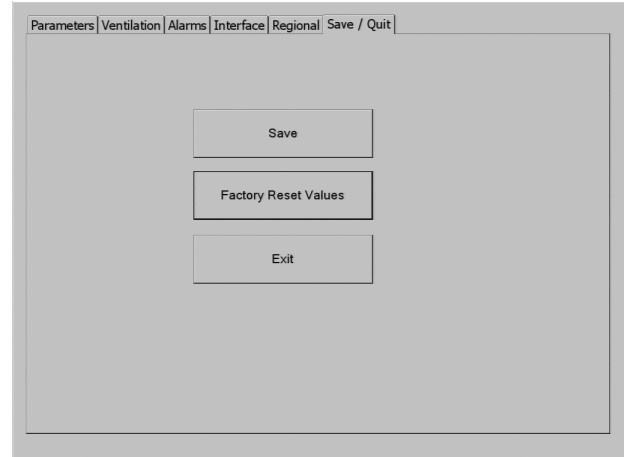 Parameters Ventilation Alarms Interface Regional Save / Quit
Save
Factory Reset Values
Exit